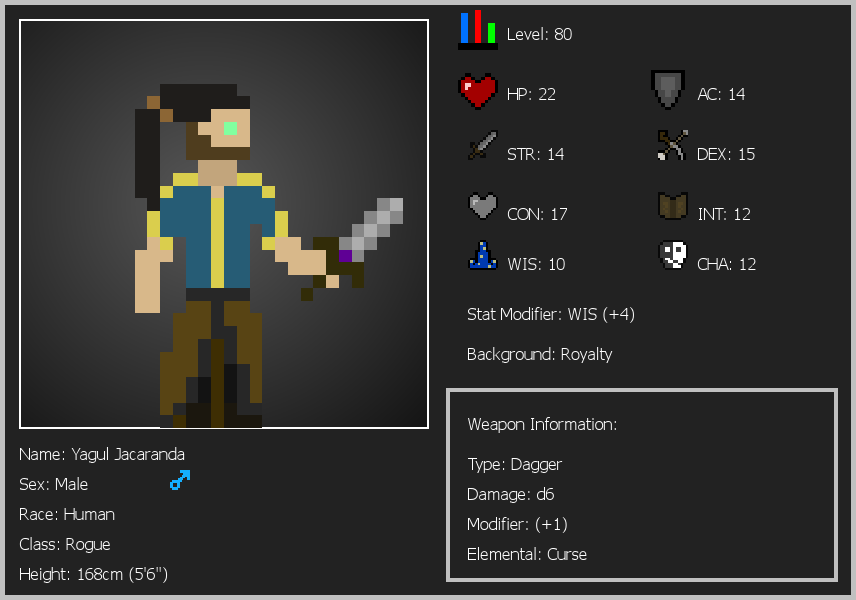 Level: 80
HP: 22
AC: 14
STR: 14
DEX: 15
CON: 17
INT: 12
WIS: 10
CHA: 12
Stat Modifier: WIS (+4)
Background: Royalty
Weapon Information:
Type: Dagger
Damage: d6
Modifier: (+1)
Elemental: Curse
Name: Yagul Jacaranda
Sex: Male
Race: Human
Class: Rogue
Height: 168cm (5'6")